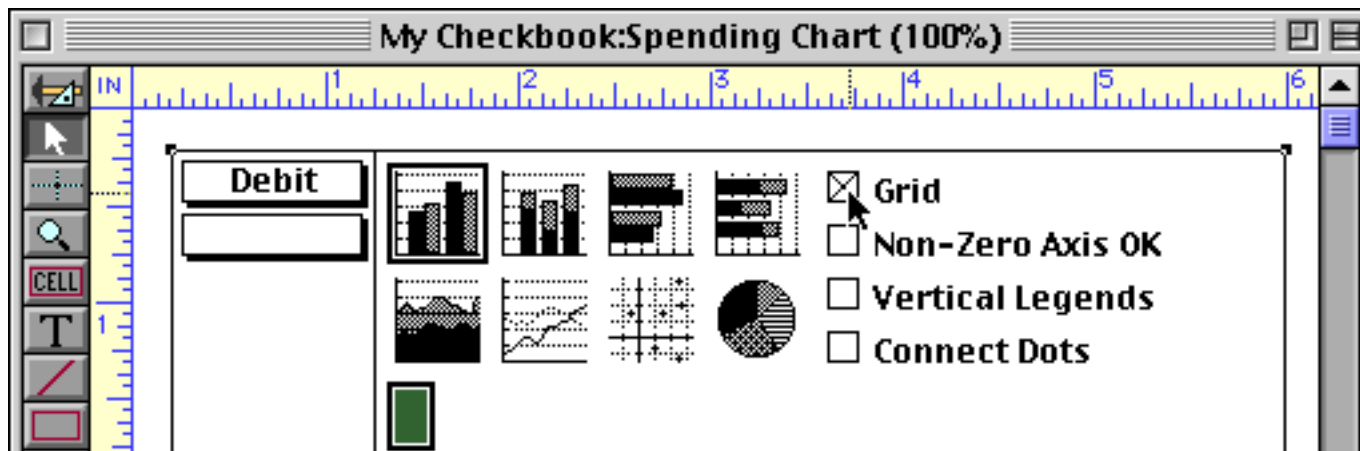 My Checkbook:Spending Chart (100%)
IN 1 2 3 4 5 6
Debit
Grid
Non-Zero Axis OK
CELL
Vertical Legends
T
1
Connect Dots